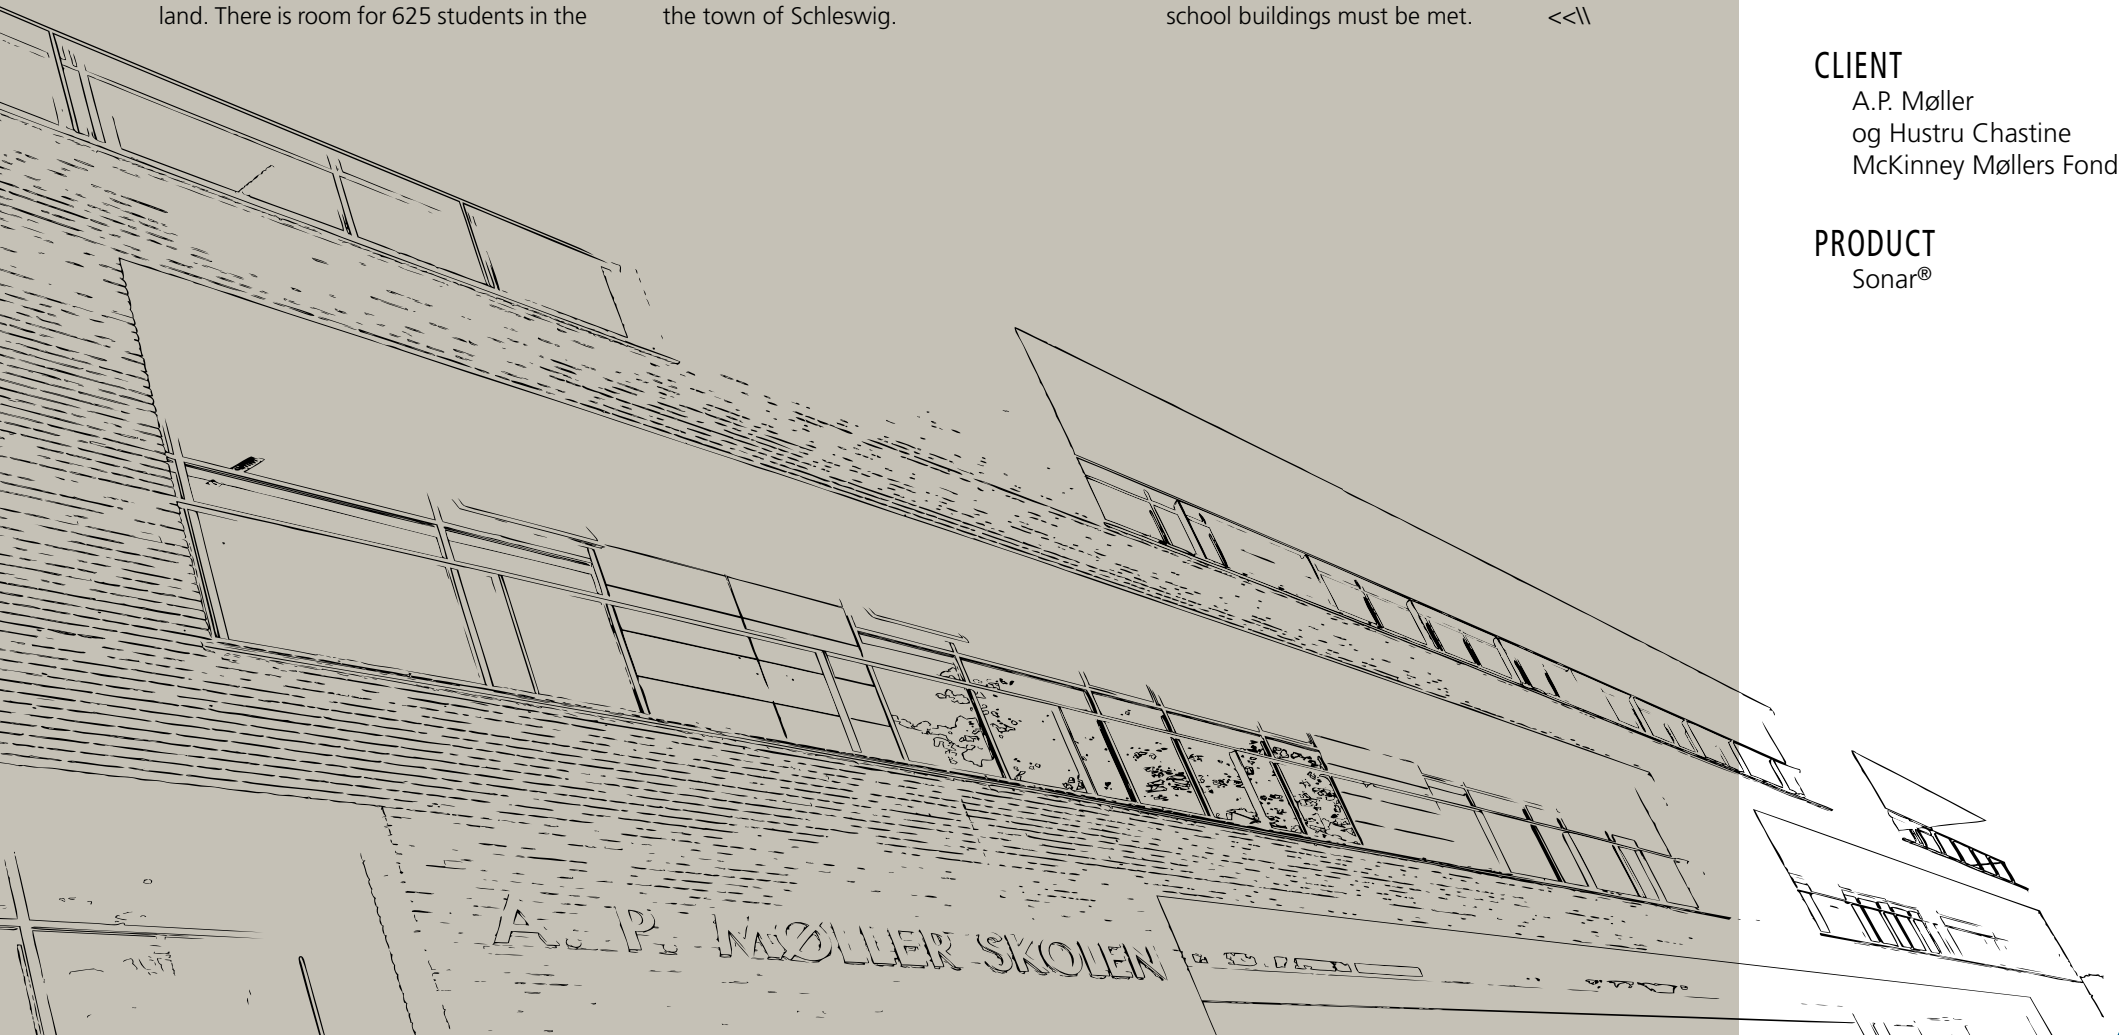 land. There is room for 625 students in the
the town of Schleswig.
school buildings must be met. <<\\
CLIENT
A.P. Møller
og Hustru Chastine
McKinney Møllers Fond
PRODUCT
Sonar®
A. P. MØLLER SKOLEN